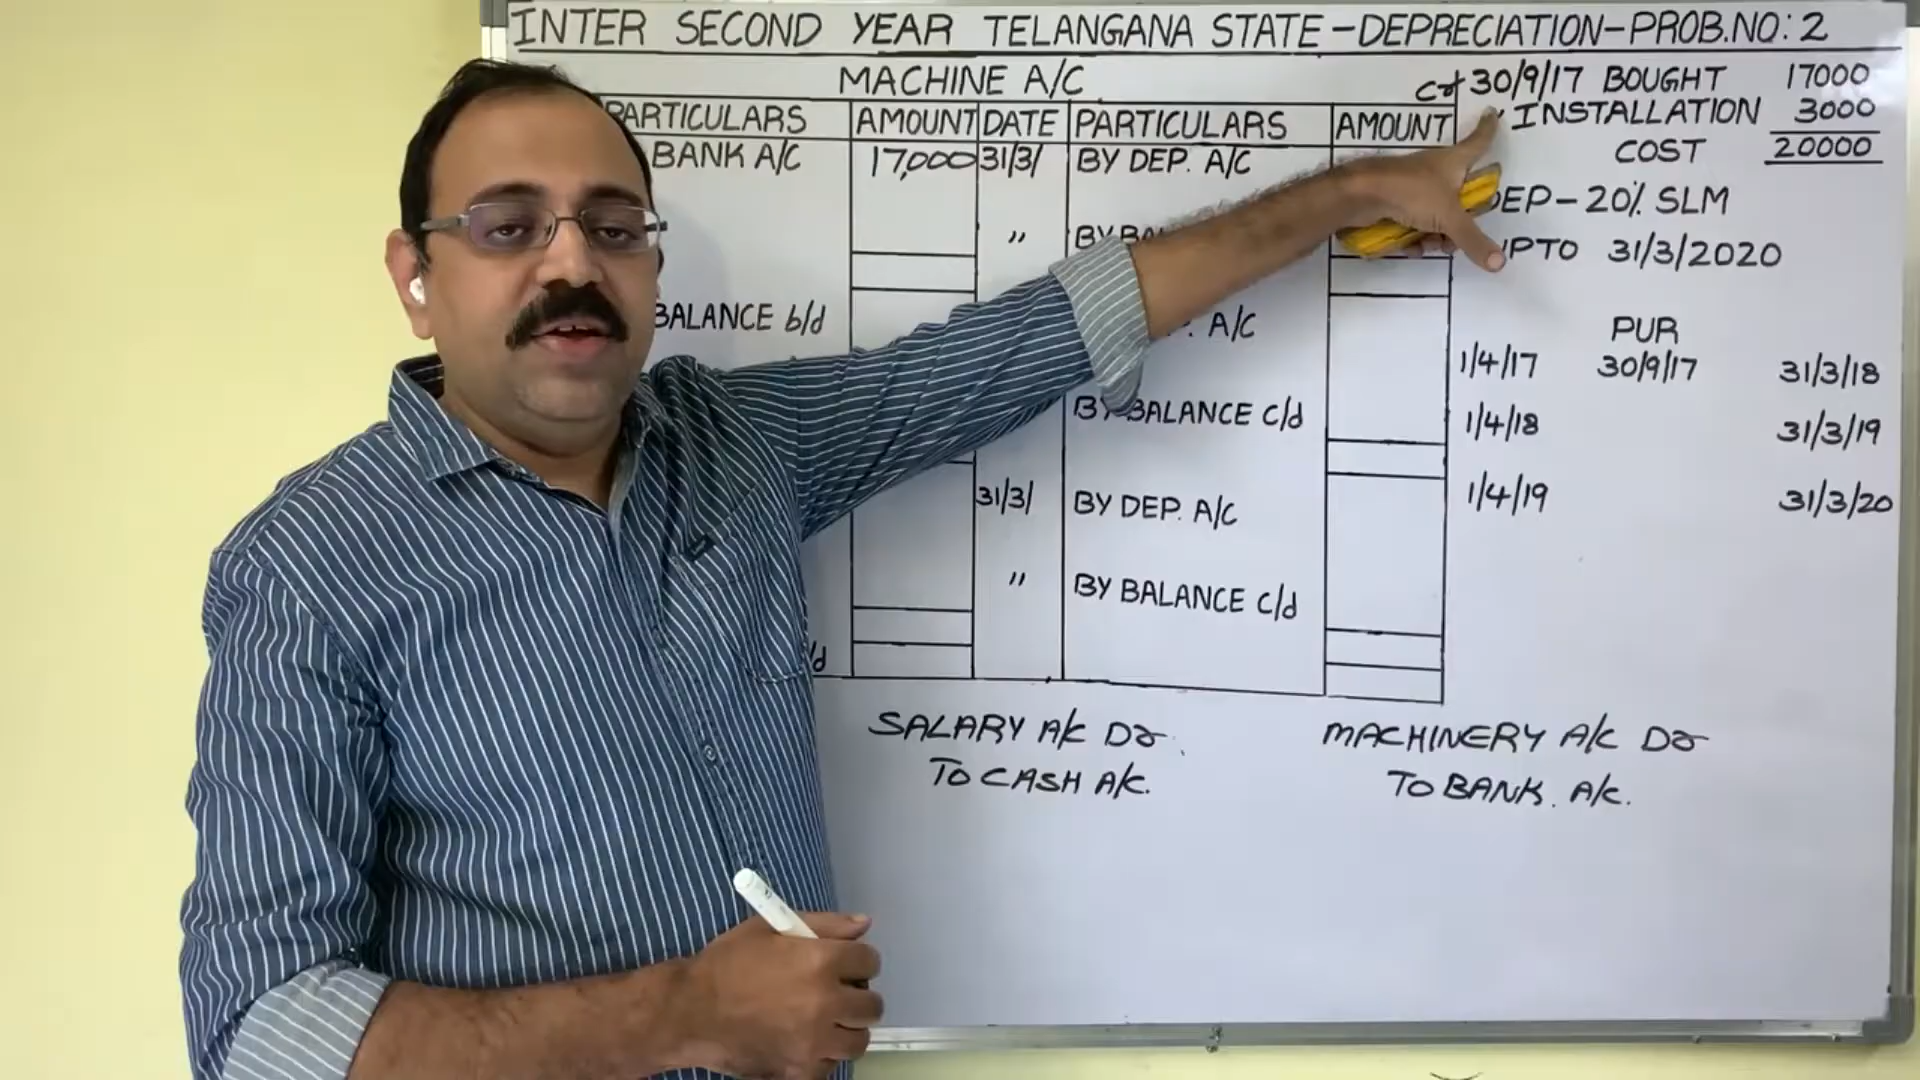 INTER SECOND YEAR TELANGANA STATE-DEPRECIATION-PROB.NO:2
MACHINE A/C
PARTICULARS AMOUNT DATE PARTICULARS AMOUNT
BANK A/C 17,000 31/3/ BY DEP. A/C
"
BALANCE b/d A/C
BY BALANCE c/d
31/3/ BY DEP. A/C
" BY BALANCE c/d
/d
Cr 30/9/17 BOUGHT 17000
" INSTALLATION 3000
COST 20000
DEP-20% SLM
UPTO 31/3/2020
PUR
1/4/17 30/9/17 31/3/18
1/4/18 31/3/19
1/4/19 31/3/20
SALARY A/c Dr
TO CASH A/c.
MACHINERY A/c Dr
TO BANK. A/c.